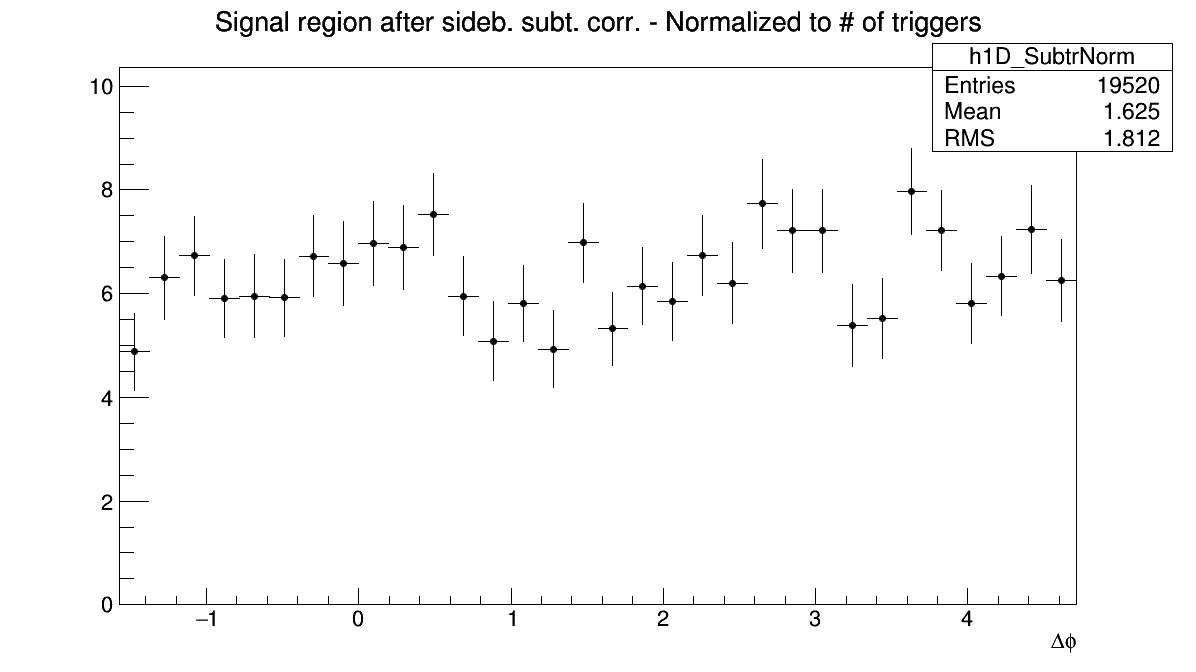 Signal region after sideb. subt. corr. - Normalized to # of triggers
h1D_SubtrNorm
Entries 19520
Mean 1.625
RMS 1.812
10
8
6
4
2
0
−1 0 1 2 3 4
Δϕ